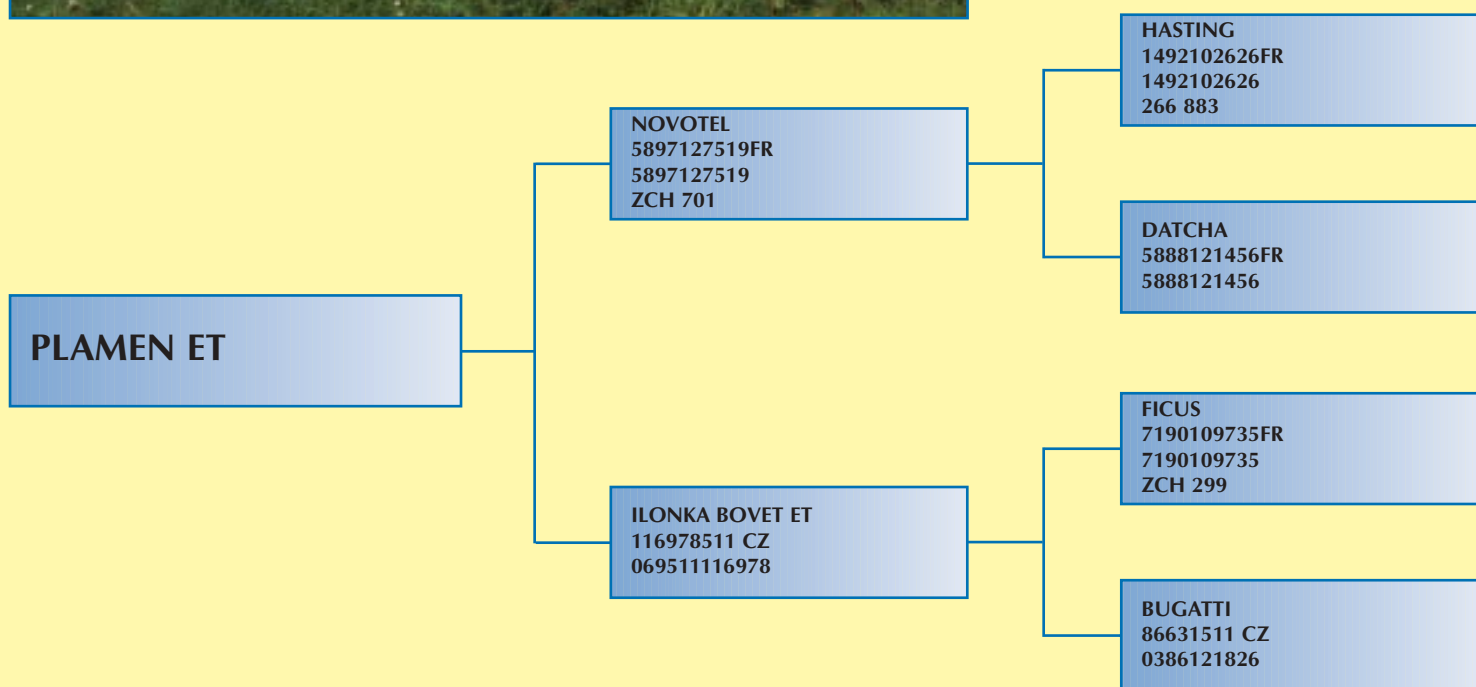 HASTING
1492102626FR
1492102626
266 883
NOVOTEL
5897127519FR
5897127519
ZCH 701
DATCHA
5888121456FR
5888121456
PLAMEN ET
FICUS
7190109735FR
7190109735
ZCH 299
ILONKA BOVET ET
116978511 CZ
069511116978
BUGATTI
86631511 CZ
0386121826